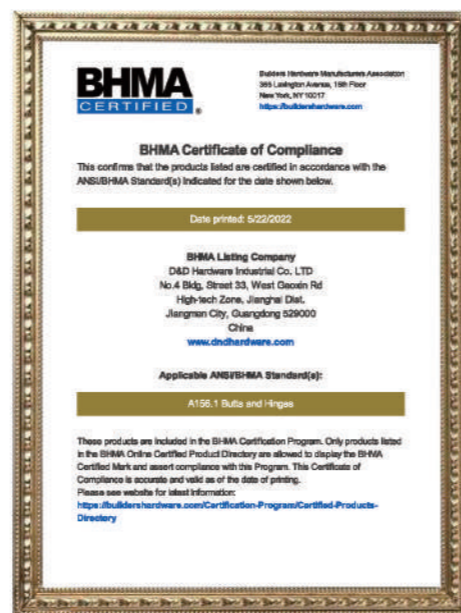 BHMA
CERTIFIED®
Builders Hardware Manufacturers Association
355 Lexington Avenue, 15th Floor
New York, NY 10017
https://buildershardware.com
BHMA Certificate of Compliance
This confirms that the products listed are certified in accordance with the
ANSI/BHMA Standard(s) indicated for the date shown below.
Date printed: 5/22/2022
BHMA Listing Company
D&D Hardware Industrial Co. LTD
No.4 Bldg, Street 33, West Gaoxin Rd
High-tech Zone, Jianghai Dist.
Jiangmen City, Guangdong 529000
China
www.dndhardware.com
Applicable ANSI/BHMA Standard(s):
A156.1 Butts and Hinges
These products are included in the BHMA Certification Program. Only products listed
in the BHMA Online Certified Product Directory are allowed to display the BHMA
Certified Mark and assert compliance with this Program. This Certificate of
Compliance is accurate and valid as of the date of printing.
Please see website for latest information:
https://buildershardware.com/Certification-Program/Certified-Products-
Directory